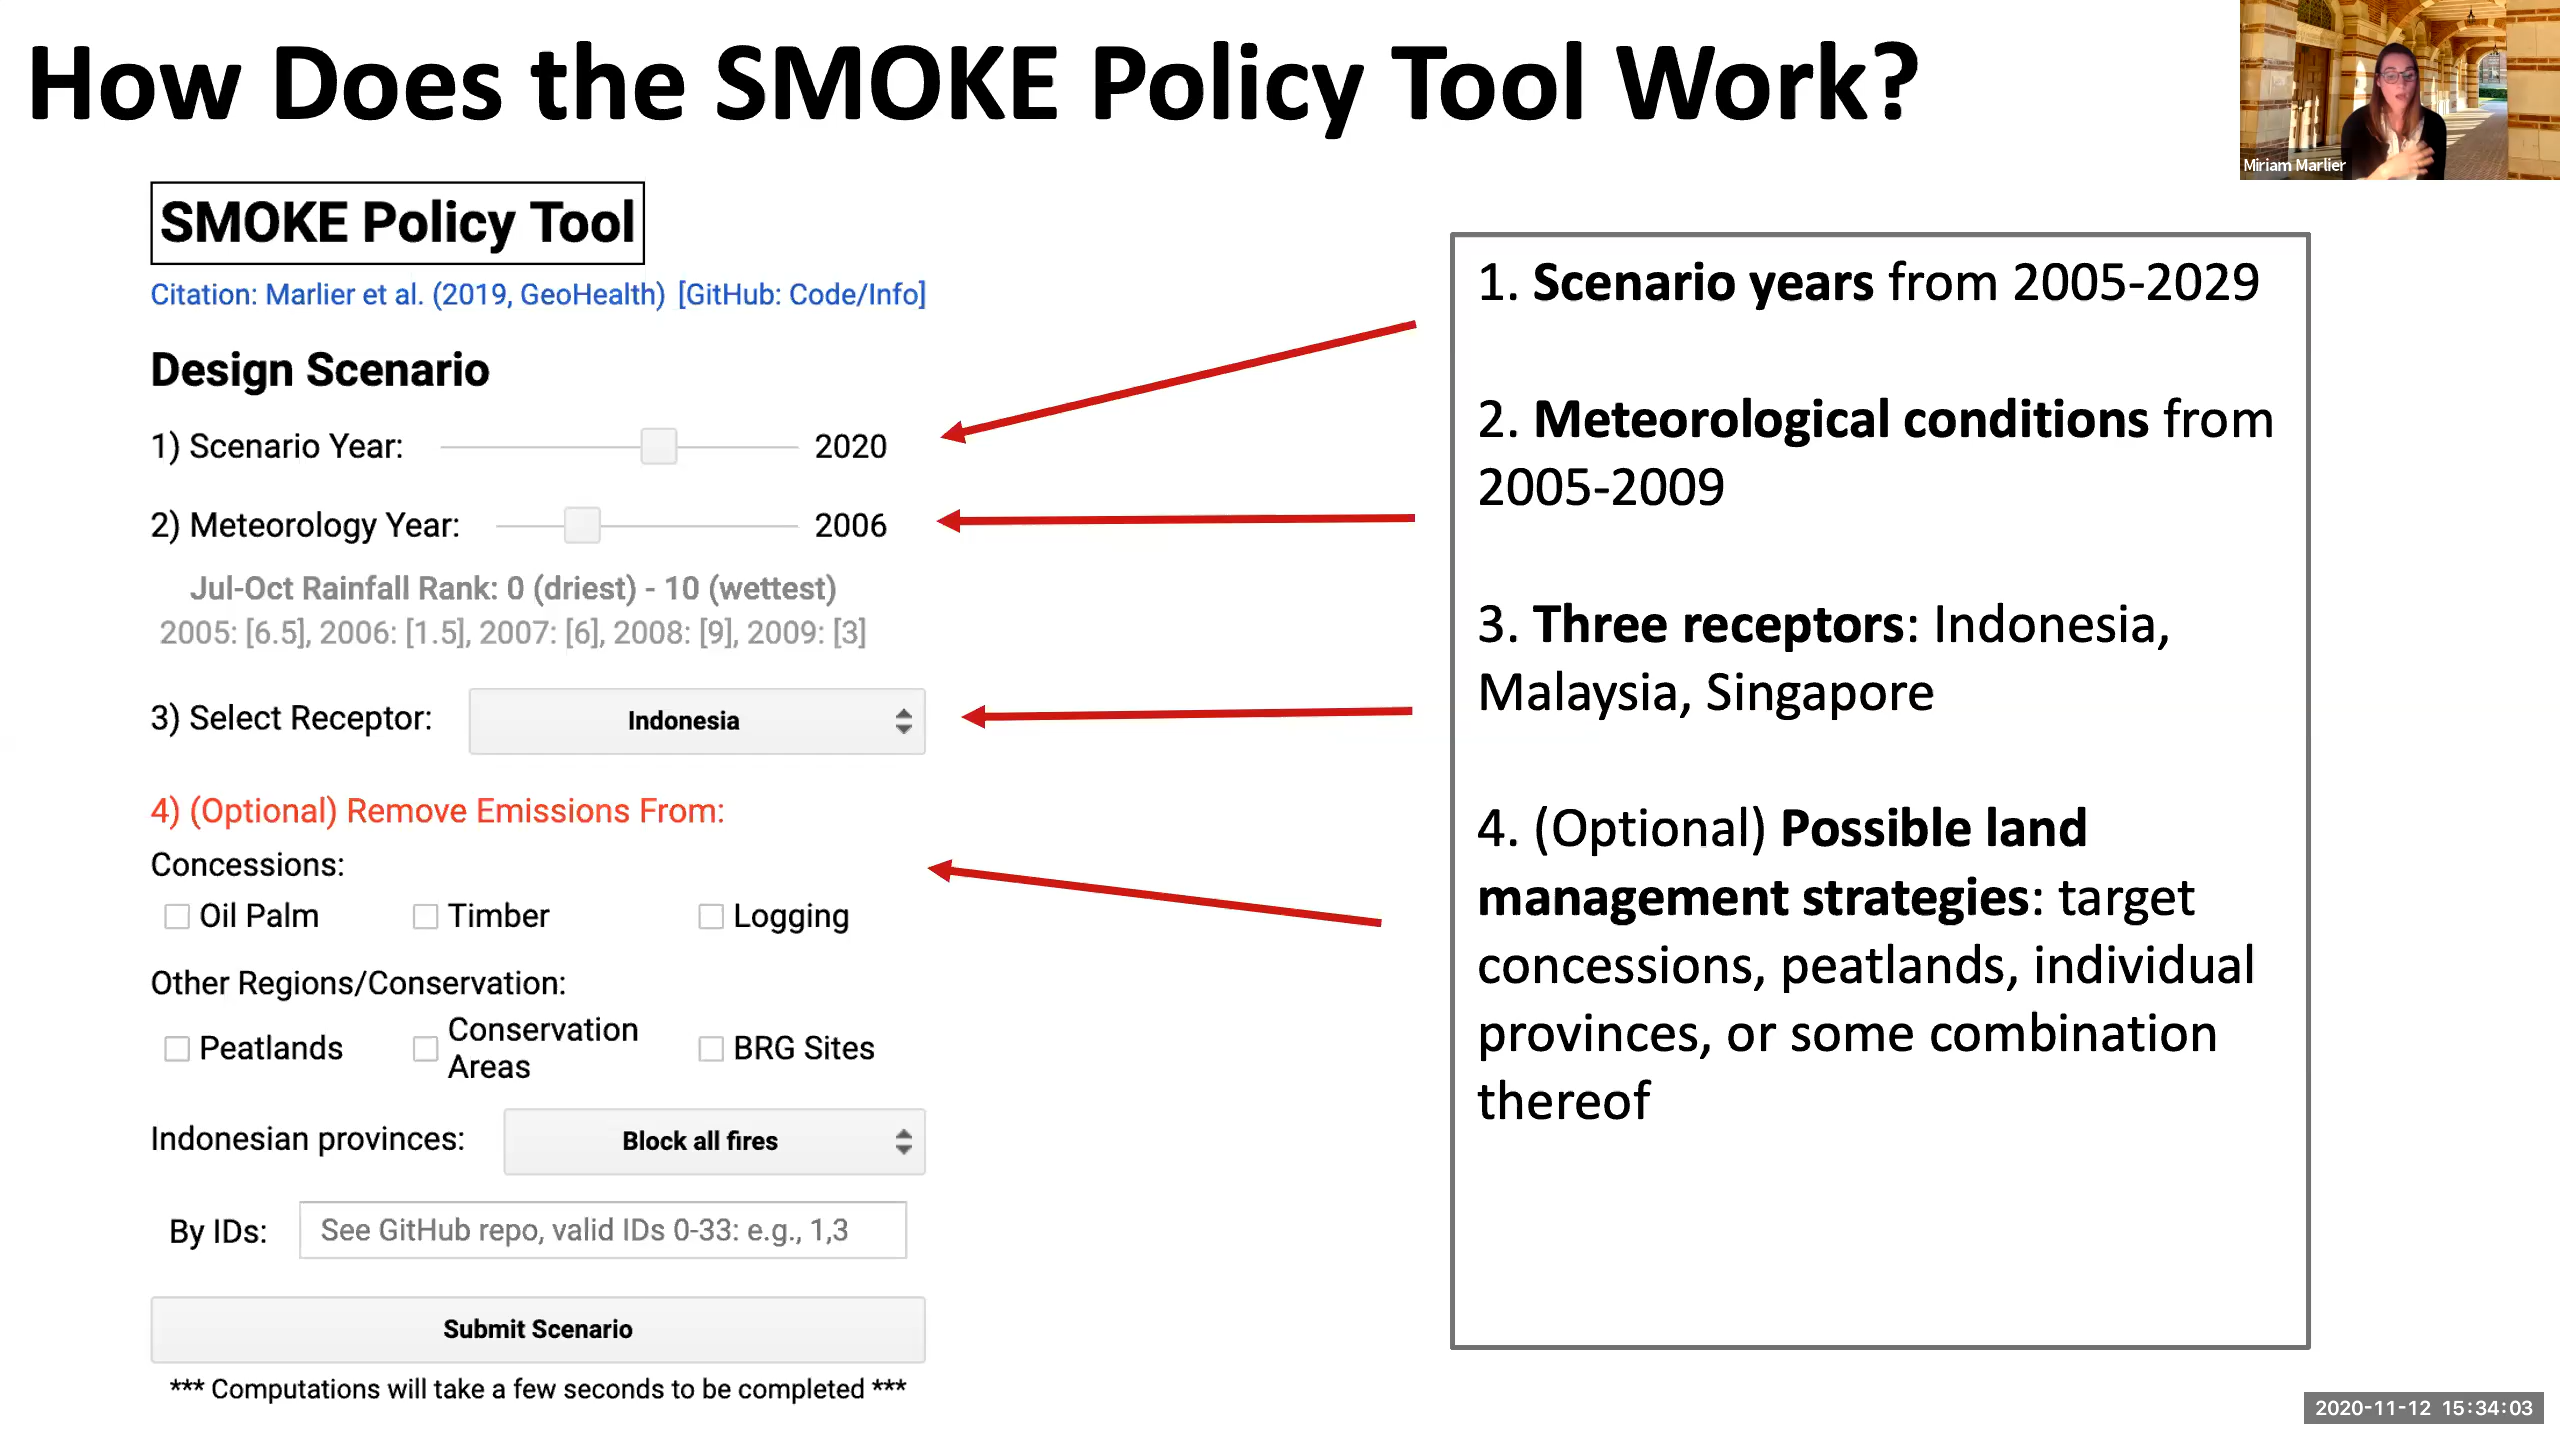 How Does the SMOKE Policy Tool Work?
Miriam Marlier
SMOKE Policy Tool
Citation: Marlier et al. (2019, GeoHealth) [GitHub: Code/Info]
Design Scenario
1) Scenario Year: 2020
2) Meteorology Year: 2006
Jul-Oct Rainfall Rank: 0 (driest) - 10 (wettest)
2005: [6.5], 2006: [1.5], 2007: [6], 2008: [9], 2009: [3]
3) Select Receptor: Indonesia
4) (Optional) Remove Emissions From:
Concessions:
Oil Palm Timber Logging
Other Regions/Conservation:
Peatlands Conservation Areas BRG Sites
Indonesian provinces: Block all fires
By IDs: See GitHub repo, valid IDs 0-33: e.g., 1,3
Submit Scenario
*** Computations will take a few seconds to be completed ***
1. Scenario years from 2005-2029
2. Meteorological conditions from
2005-2009
3. Three receptors: Indonesia,
Malaysia, Singapore
4. (Optional) Possible land
management strategies: target
concessions, peatlands, individual
provinces, or some combination
thereof
2020-11-12 15:34:03